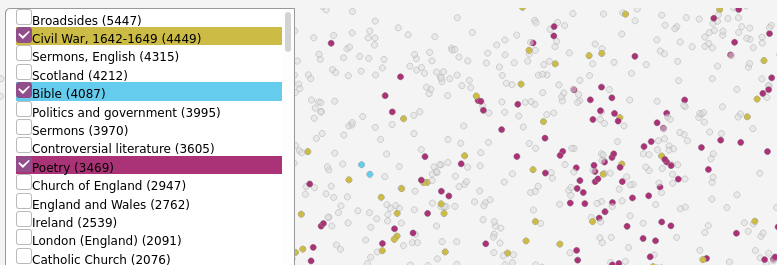 Broadsides (5447)
Civil War, 1642-1649 (4449)
Sermons, English (4315)
Scotland (4212)
Bible (4087)
Politics and government (3995)
Sermons (3970)
Controversial literature (3605)
Poetry (3469)
Church of England (2947)
England and Wales (2762)
Ireland (2539)
London (England) (2091)
Catholic Church (2076)